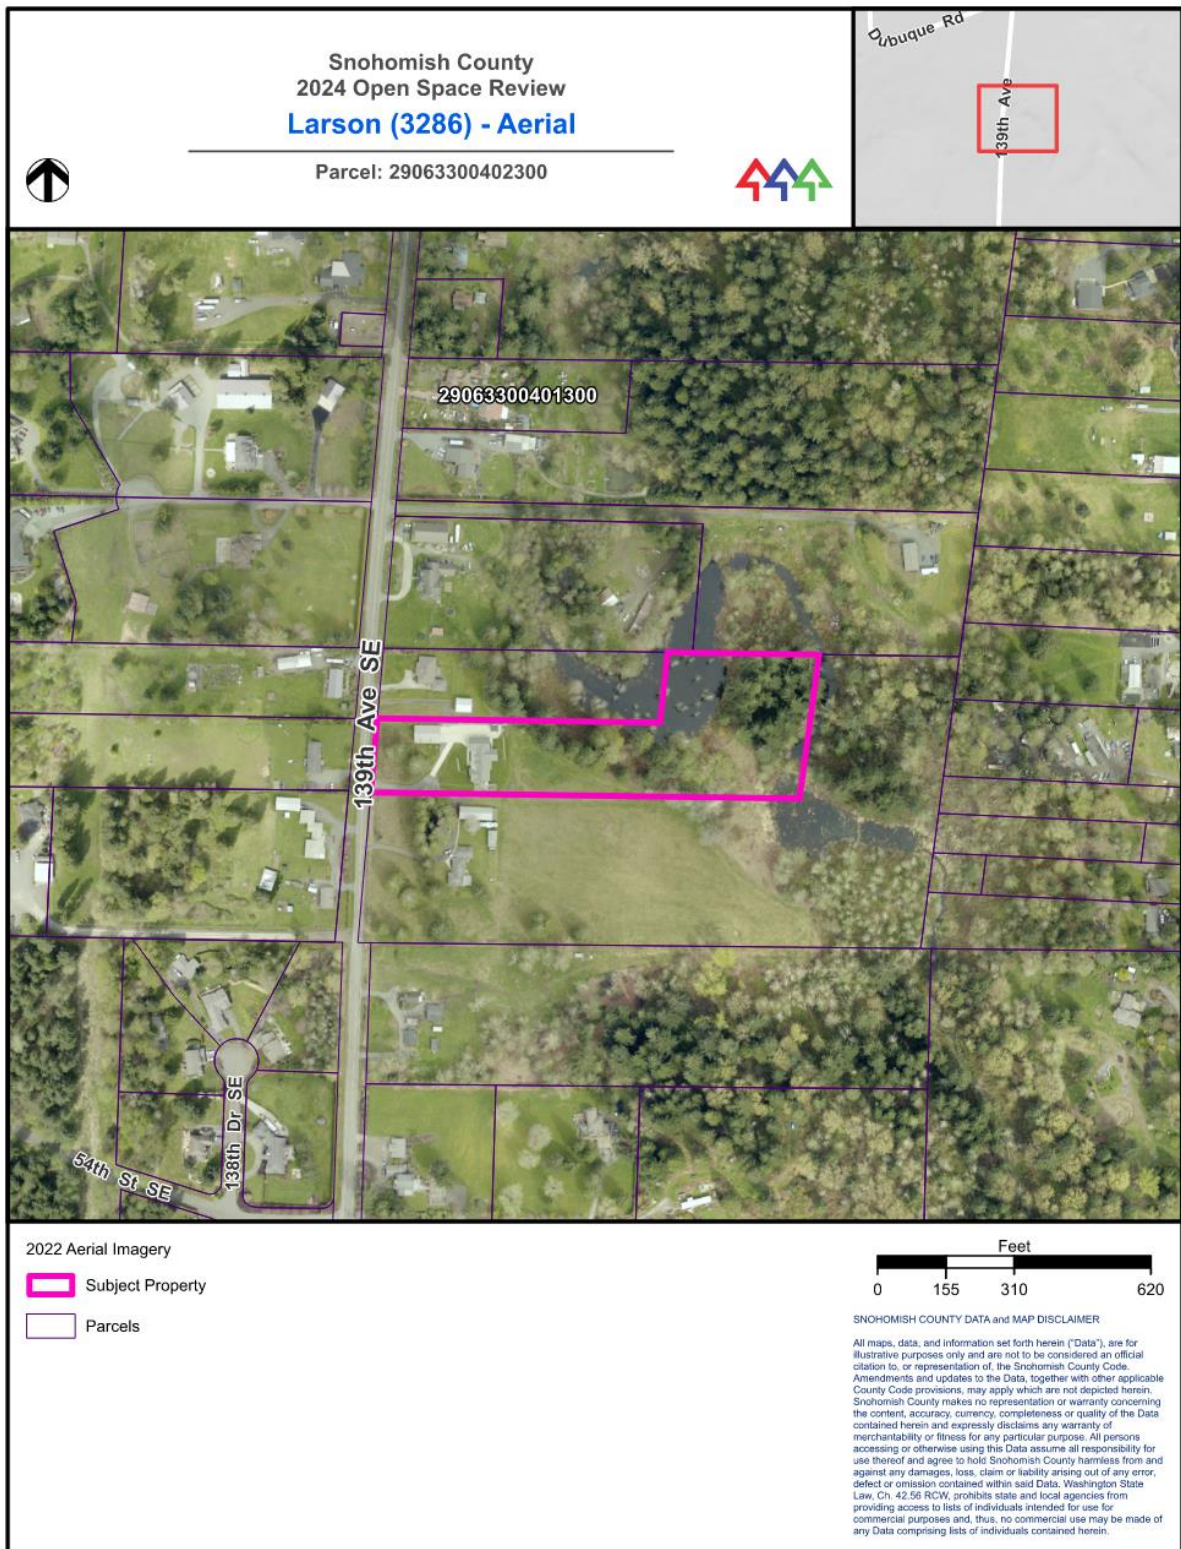 Snohomish County
2024 Open Space Review
Larson (3286) - Aerial
Parcel: 29063300402300
Dubuque Rd
139th Ave
29063300401300
139th Ave SE
138th Dr SE
54th St SE
2022 Aerial Imagery
Subject Property
Parcels
Feet
0 155 310 620
SNOHOMISH COUNTY DATA and MAP DISCLAIMER
All maps, data, and information set forth herein ("Data"), are for
illustrative purposes only and are not to be considered an official
citation to, or representation of, the Snohomish County Code.
Amendments and updates to the Data, together with other applicable
County Code provisions, may apply which are not depicted herein.
Snohomish County makes no representation or warranty concerning
the content, accuracy, currency, completeness or quality of the Data
contained herein and expressly disclaims any warranty of
merchantability or fitness for any particular purpose. All persons
accessing or otherwise using this Data assume all responsibility for
use thereof and agree to hold Snohomish County harmless from and
against any damages, loss, claim or liability arising out of any error,
defect or omission contained within said Data. Washington State
Law, Ch. 42.56 RCW, prohibits state and local agencies from
providing access to lists of individuals intended for use for
commercial purposes and, thus, no commercial use may be made of
any Data comprising lists of individuals contained herein.